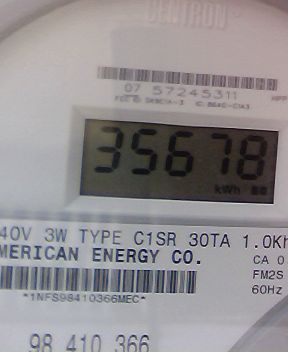 CENTRON
07 57245311
35678
kWh
40V 3W TYPE C1SR 30TA 1.0Kh
MERICAN ENERGY CO.
CA 0
FM2S
60Hz
*1NFS98410366MEC*
98 410 366